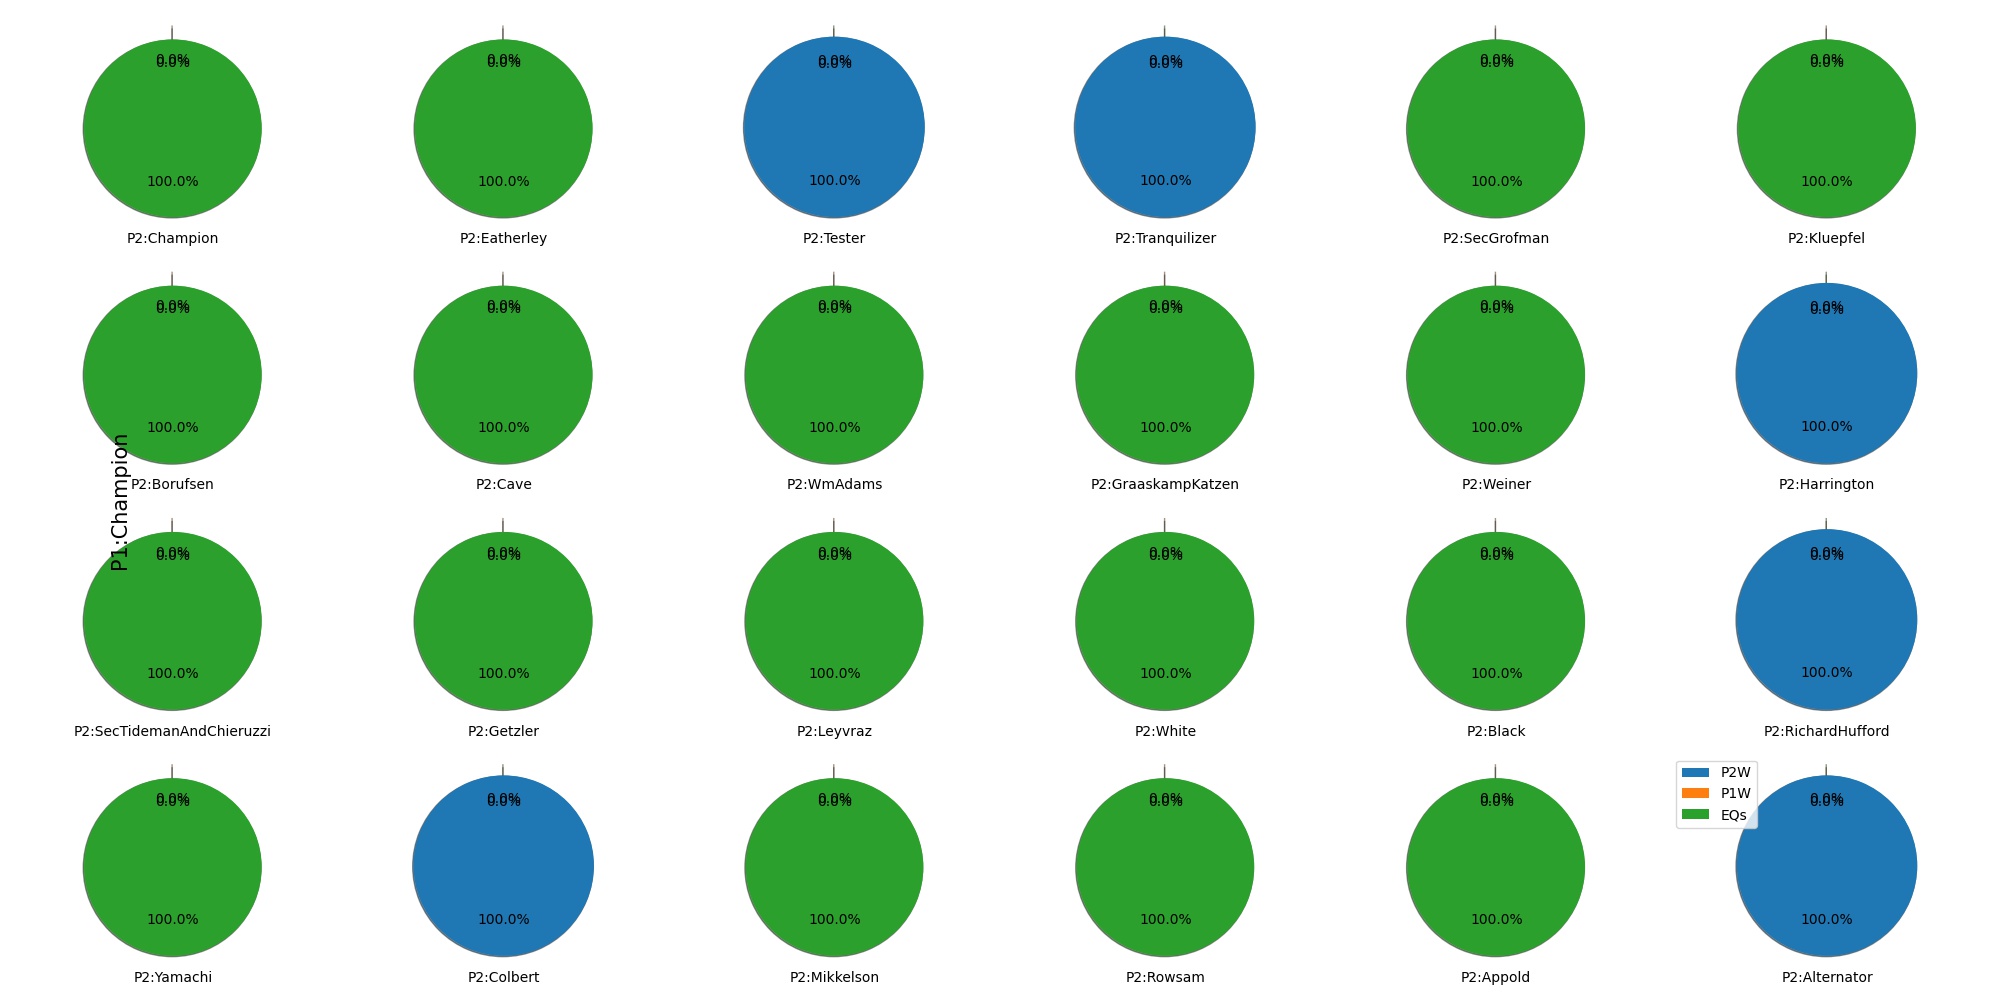 0.0% 0.0% 0.0% 0.0% 0.0% 0.0% 0.0% 0.0% 0.0% 0.0% 0.0% 0.0%
100.0% 100.0% 100.0% 100.0% 100.0% 100.0%
P2:Champion P2:Eatherley P2:Tester P2:Tranquilizer P2:SecGrofman P2:Kluepfel
0.0% 0.0% 0.0% 0.0% 0.0% 0.0% 0.0% 0.0% 0.0% 0.0% 0.0% 0.0%
100.0% 100.0% 100.0% 100.0% 100.0% 100.0%
P1:Champion
P2:Borufsen P2:Cave P2:WmAdams P2:GraaskampKatzen P2:Weiner P2:Harrington
0.0% 0.0% 0.0% 0.0% 0.0% 0.0% 0.0% 0.0% 0.0% 0.0% 0.0% 0.0%
100.0% 100.0% 100.0% 100.0% 100.0% 100.0%
P2:SecTidemanAndChieruzzi P2:Getzler P2:Leyvraz P2:White P2:Black P2:RichardHufford
P2W
P1W
EQs
0.0% 0.0% 0.0% 0.0% 0.0% 0.0% 0.0% 0.0% 0.0% 0.0% 0.0% 0.0%
100.0% 100.0% 100.0% 100.0% 100.0% 100.0%
P2:Yamachi P2:Colbert P2:Mikkelson P2:Rowsam P2:Appold P2:Alternator